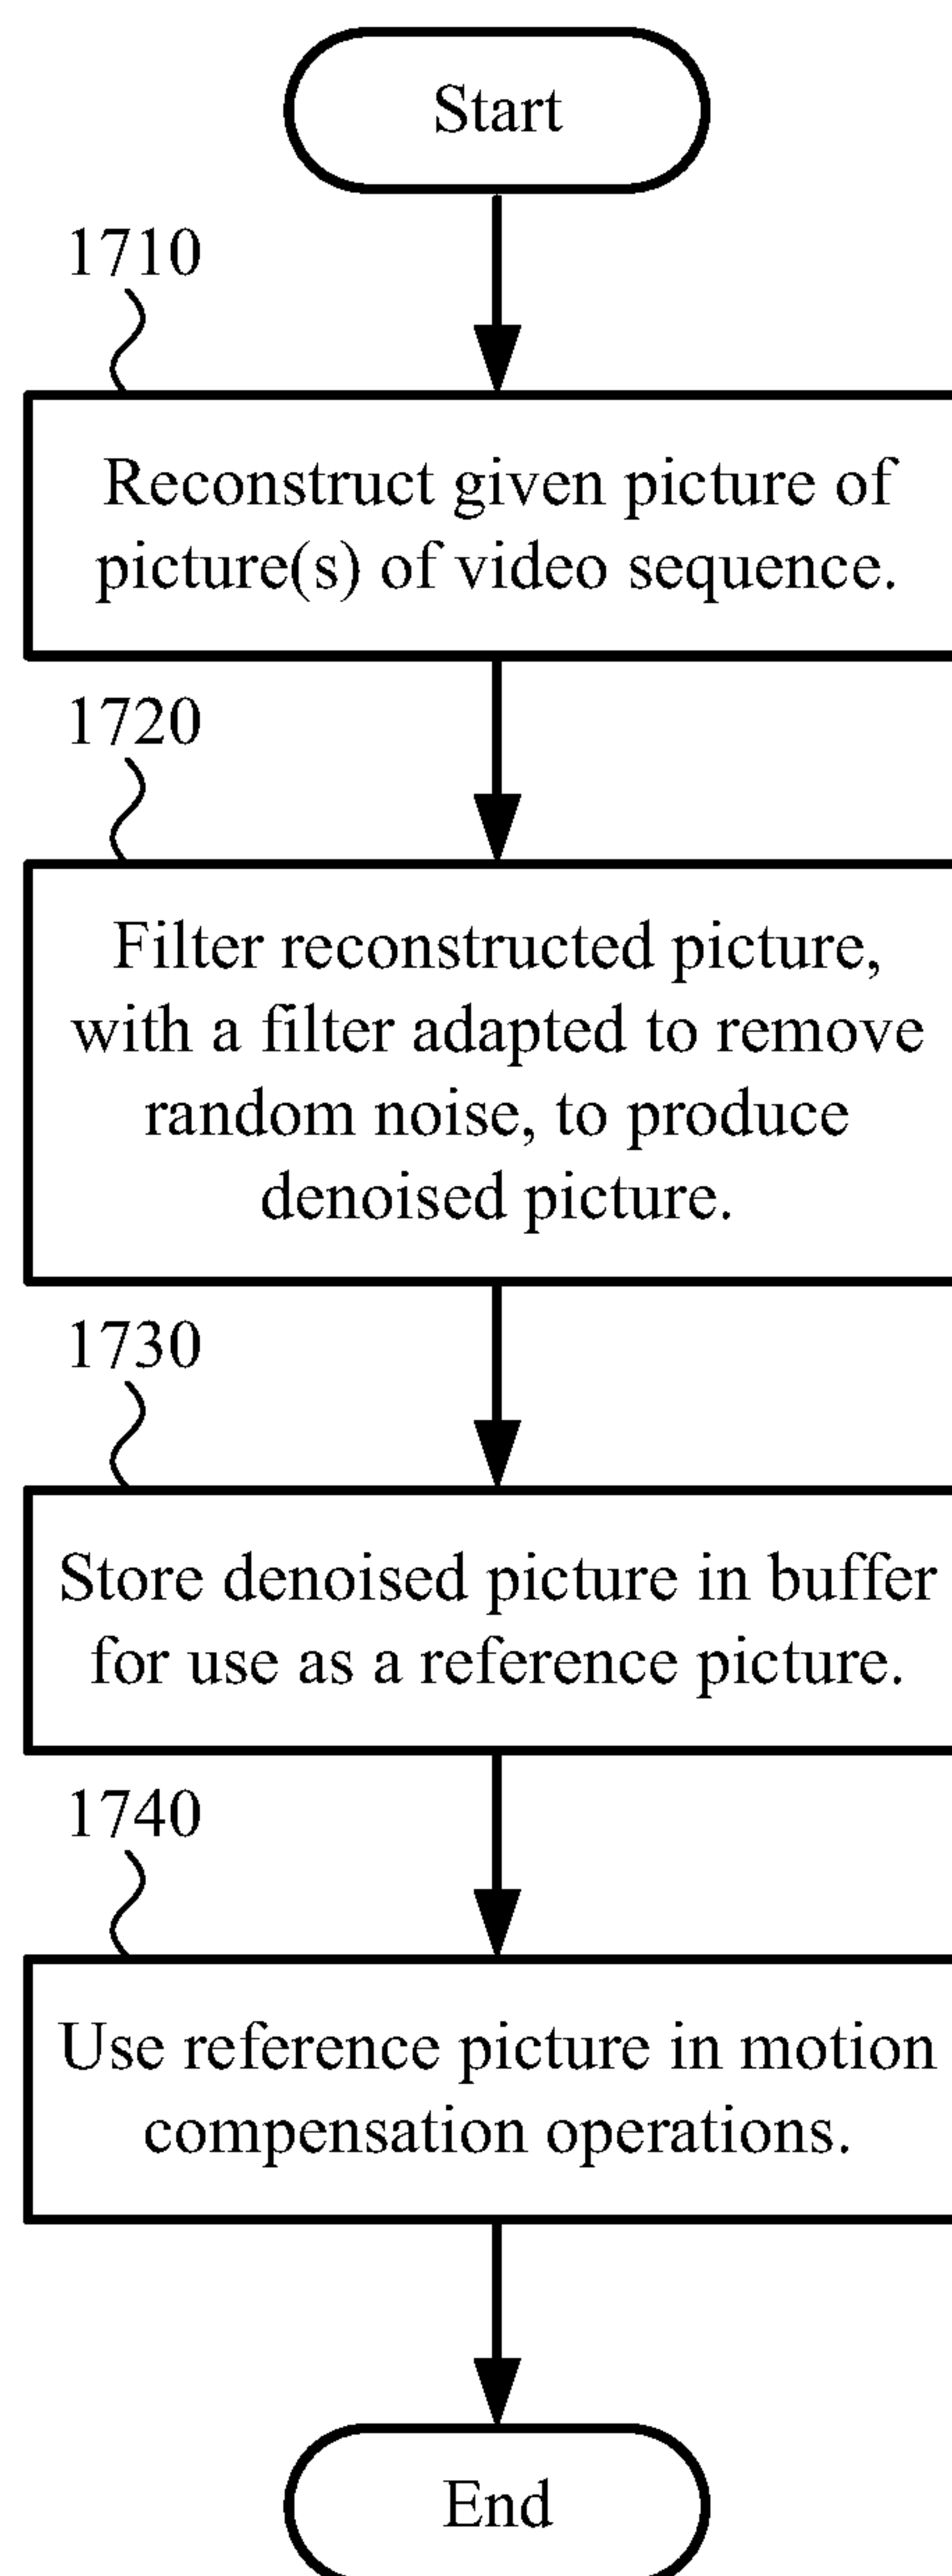 Start
1710
Reconstruct given picture of
picture(s) of video sequence.
1720
Filter reconstructed picture,
with a filter adapted to remove
random noise, to produce
denoised picture.
1730
Store denoised picture in buffer
for use as a reference picture.
1740
Use reference picture in motion
compensation operations.
End